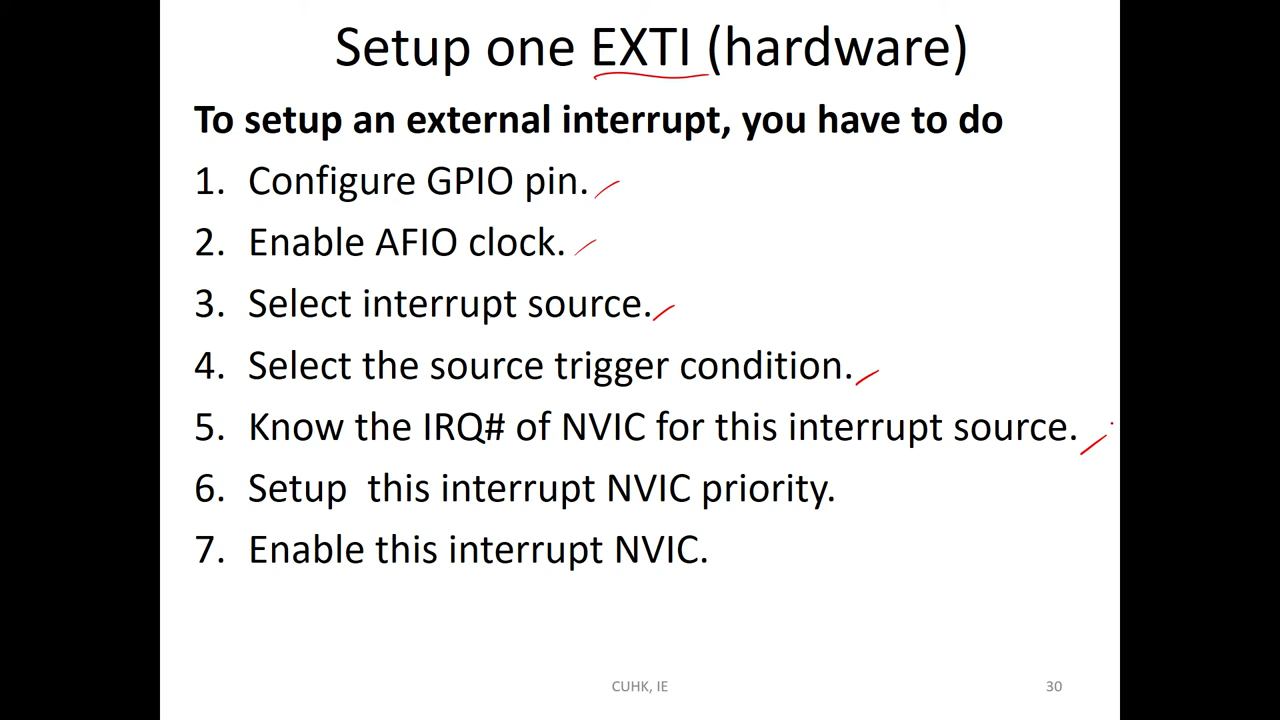 Setup one EXTI (hardware)
To setup an external interrupt, you have to do
1. Configure GPIO pin.
2. Enable AFIO clock.
3. Select interrupt source.
4. Select the source trigger condition.
5. Know the IRQ# of NVIC for this interrupt source.
6. Setup  this interrupt NVIC priority.
7. Enable this interrupt NVIC.
CUHK, IE
30